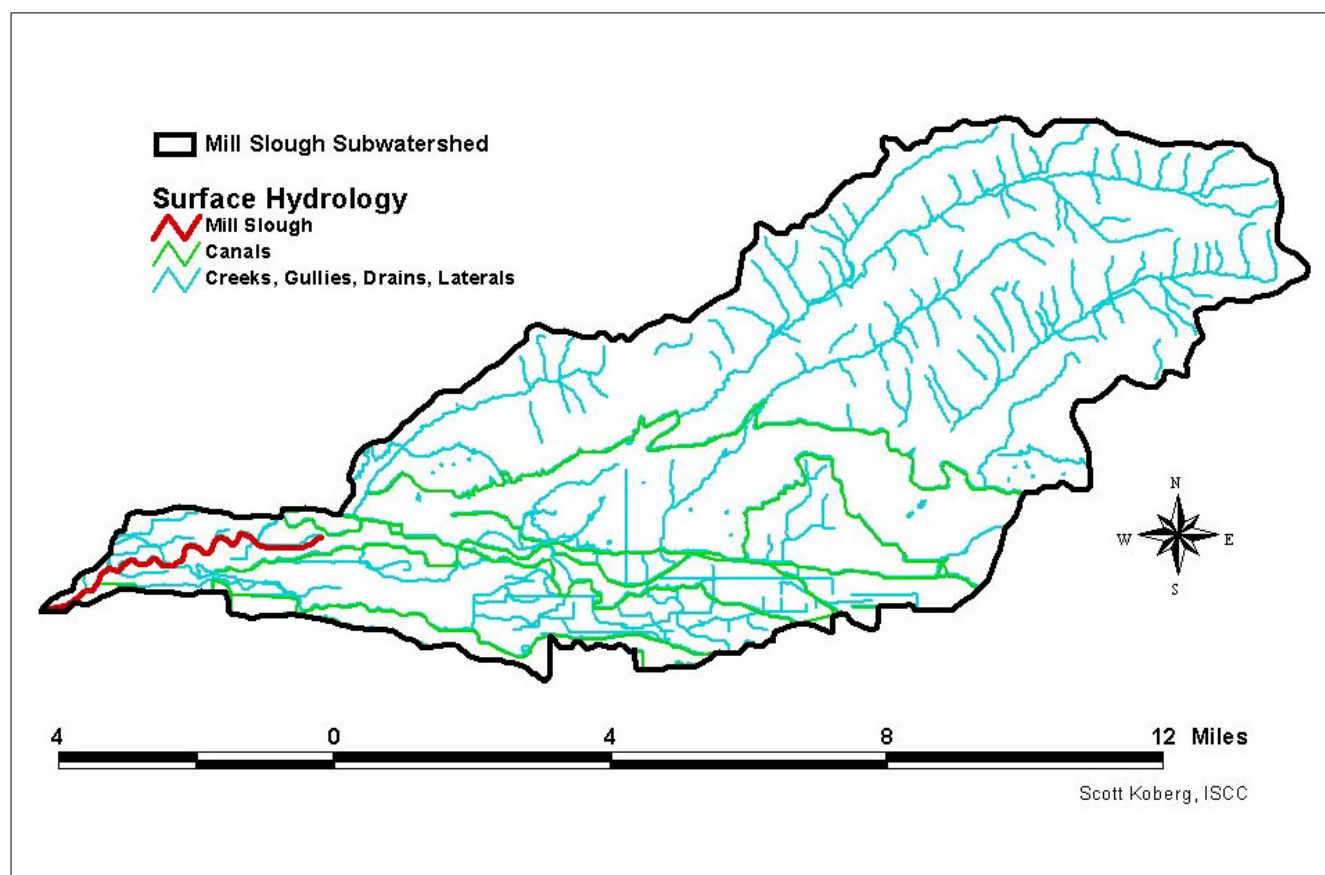 Mill Slough Subwatershed
Surface Hydrology
Mill Slough
Canals
Creeks, Gullies, Drains, Laterals
N
W E
S
4 0 4 8 12 Miles
Scott Koberg, ISCC